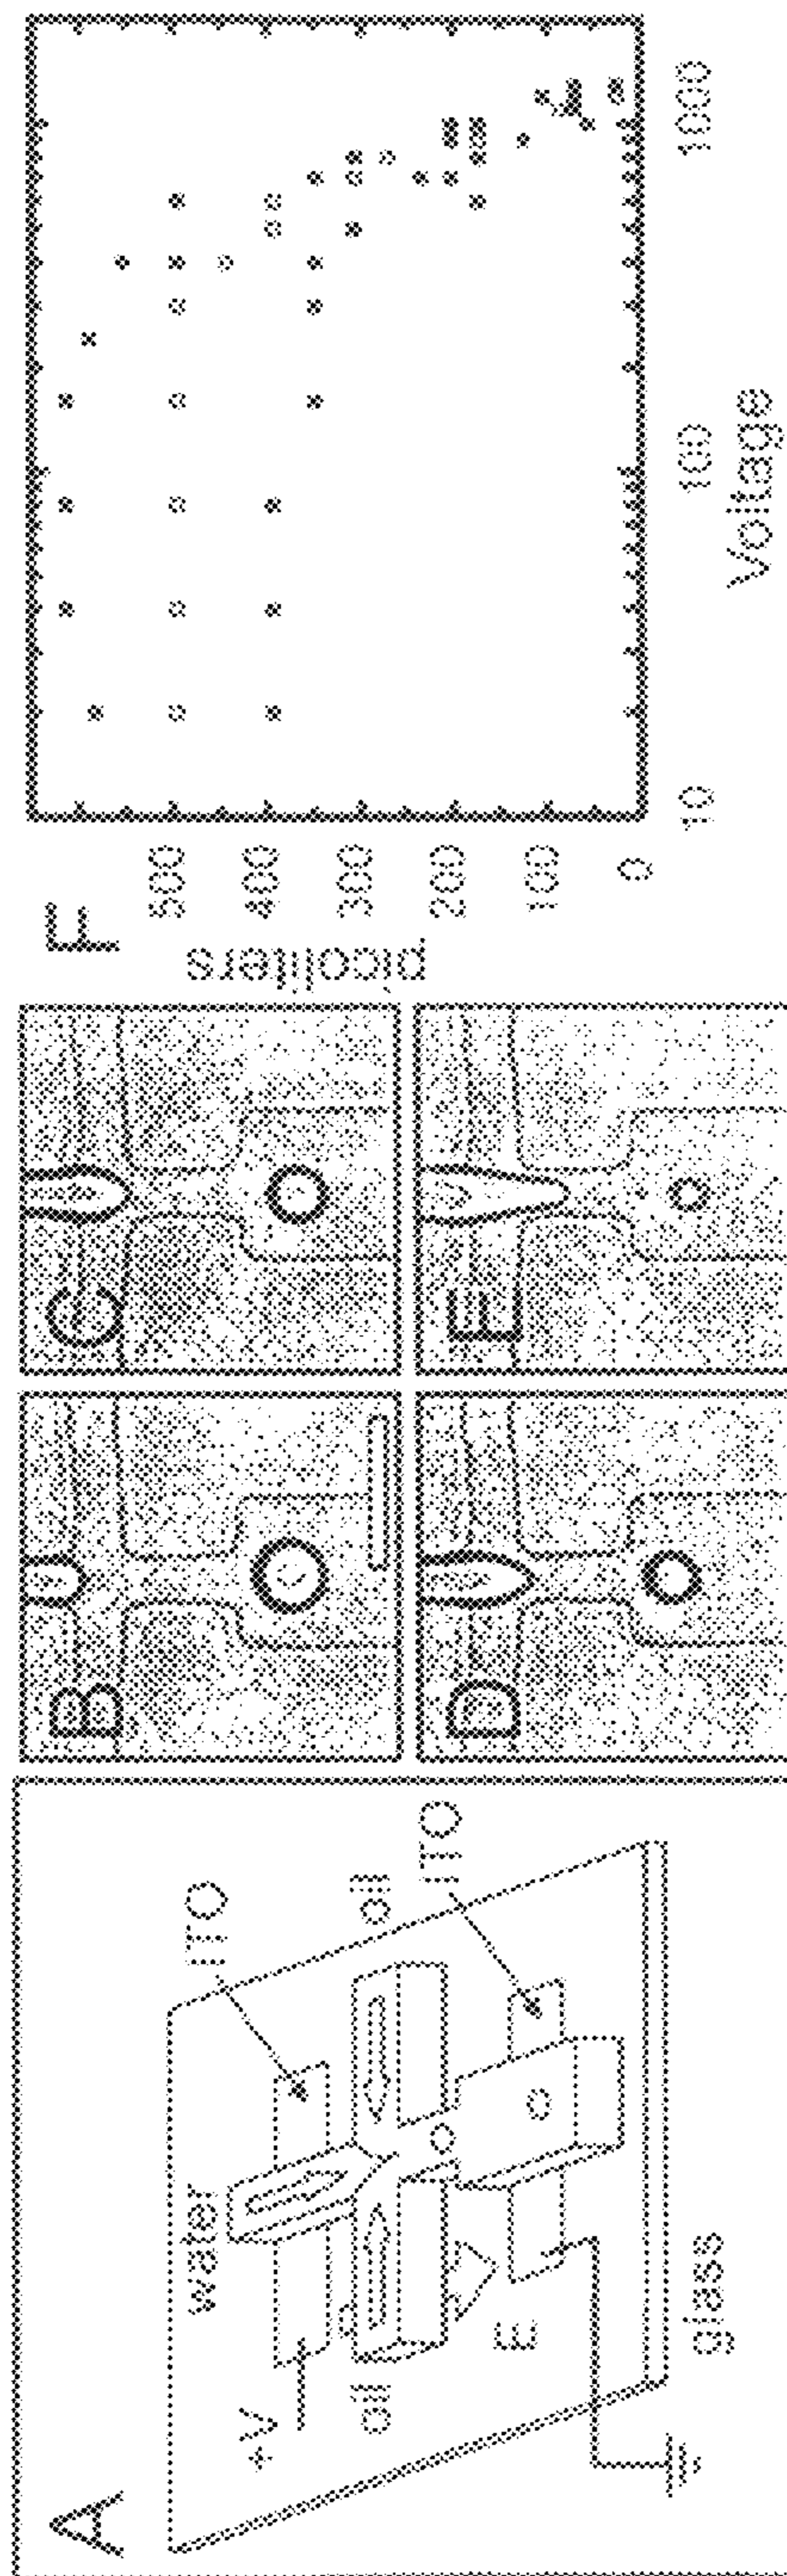 A
+V
water
ITO
oil
oil
ITO
E
glass
B
C
D
E
F
picoliters
500
400
300
200
100
0
10
100
1000
Voltage